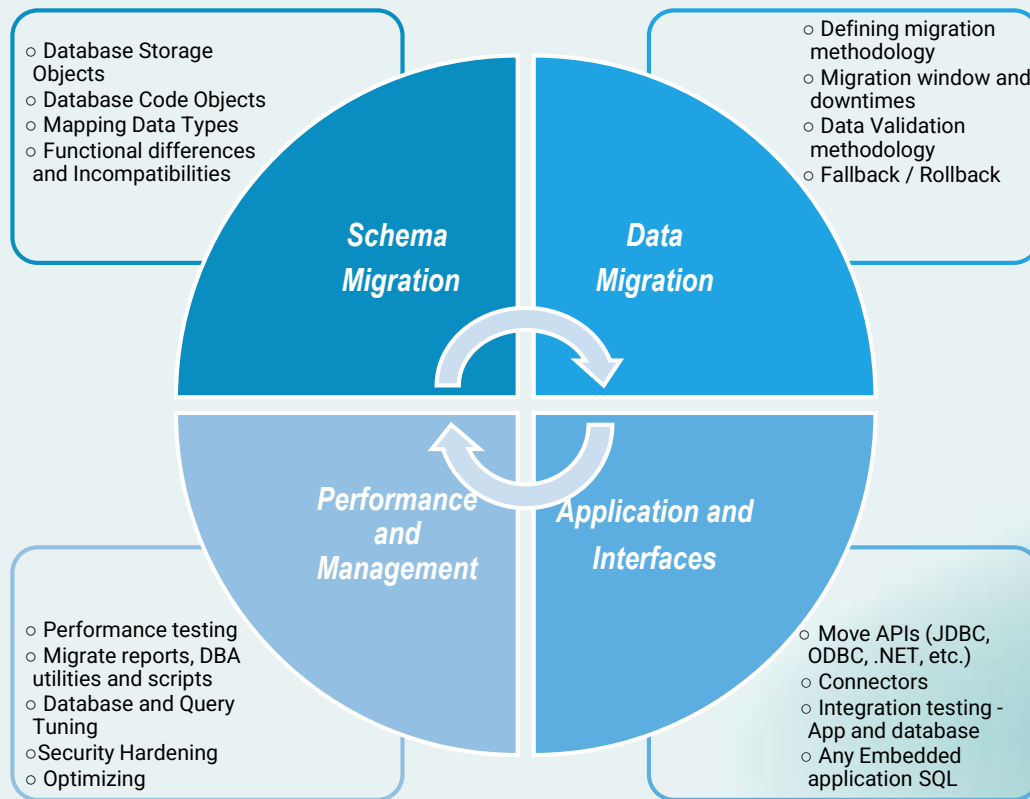 ○ Database Storage
Objects
○ Database Code Objects
○ Mapping Data Types
○ Functional differences
and Incompatibilities
○ Defining migration
methodology
○ Migration window and
downtimes
○ Data Validation
methodology
○ Fallback / Rollback
Schema
Migration
Data
Migration
Performance
and
Management
Application and
Interfaces
○ Performance testing
○ Migrate reports, DBA
utilities and scripts
○ Database and Query
Tuning
○Security Hardening
○ Optimizing
○ Move APIs (JDBC,
ODBC, .NET, etc.)
○ Connectors
○ Integration testing -
App and database
○ Any Embedded
application SQL